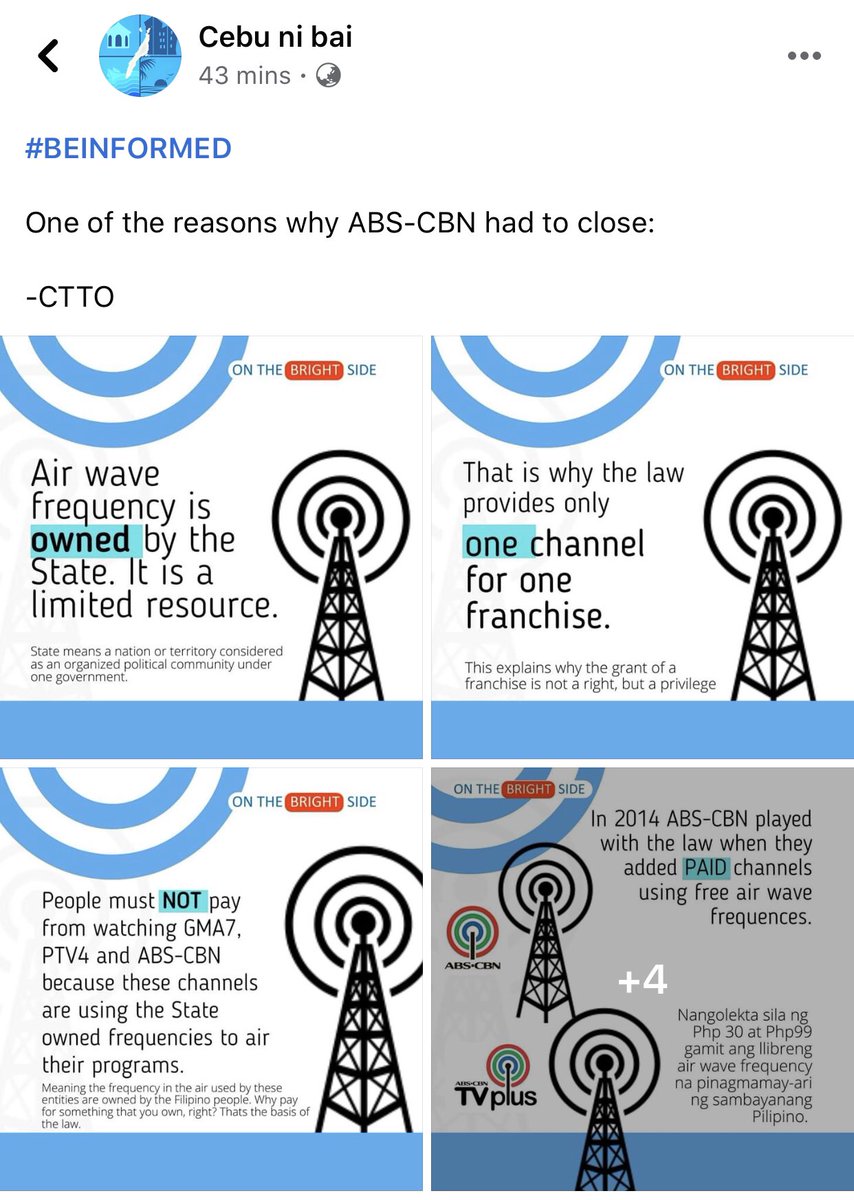 Cebu ni bai
43 mins ·
#BEINFORMED
One of the reasons why ABS-CBN had to close:
-CTTO
ON THE BRIGHT SIDE
Air wave
frequency is
owned by the
State. It is a
limited resource.
State means a nation or territory considered
as an organized political community under
one government.
ON THE BRIGHT SIDE
That is why the law
provides only
one channel
for one
franchise.
This explains why the grant of a
franchise is not a right, but a privilege
ON THE BRIGHT SIDE
People must NOT pay
from watching GMA7,
PTV4 and ABS-CBN
because these channels
are using the State
owned frequencies to air
their programs.
Meaning the frequency in the air used by these
entities are owned by the Filipino people. Why pay
for something that you own, right? Thats the basis of
the law.
ON THE BRIGHT SIDE
In 2014 ABS-CBN played
with the law when they
added PAID channels
using free air wave
frequences.
ABS-CBN
+4
Nangolekta sila ng
Php 30 at Php99
gamit ang llibreng
air wave frequency
na pinagmamay-ari
ng sambayanang
Pilipino.
ABS-CBN
TVplus